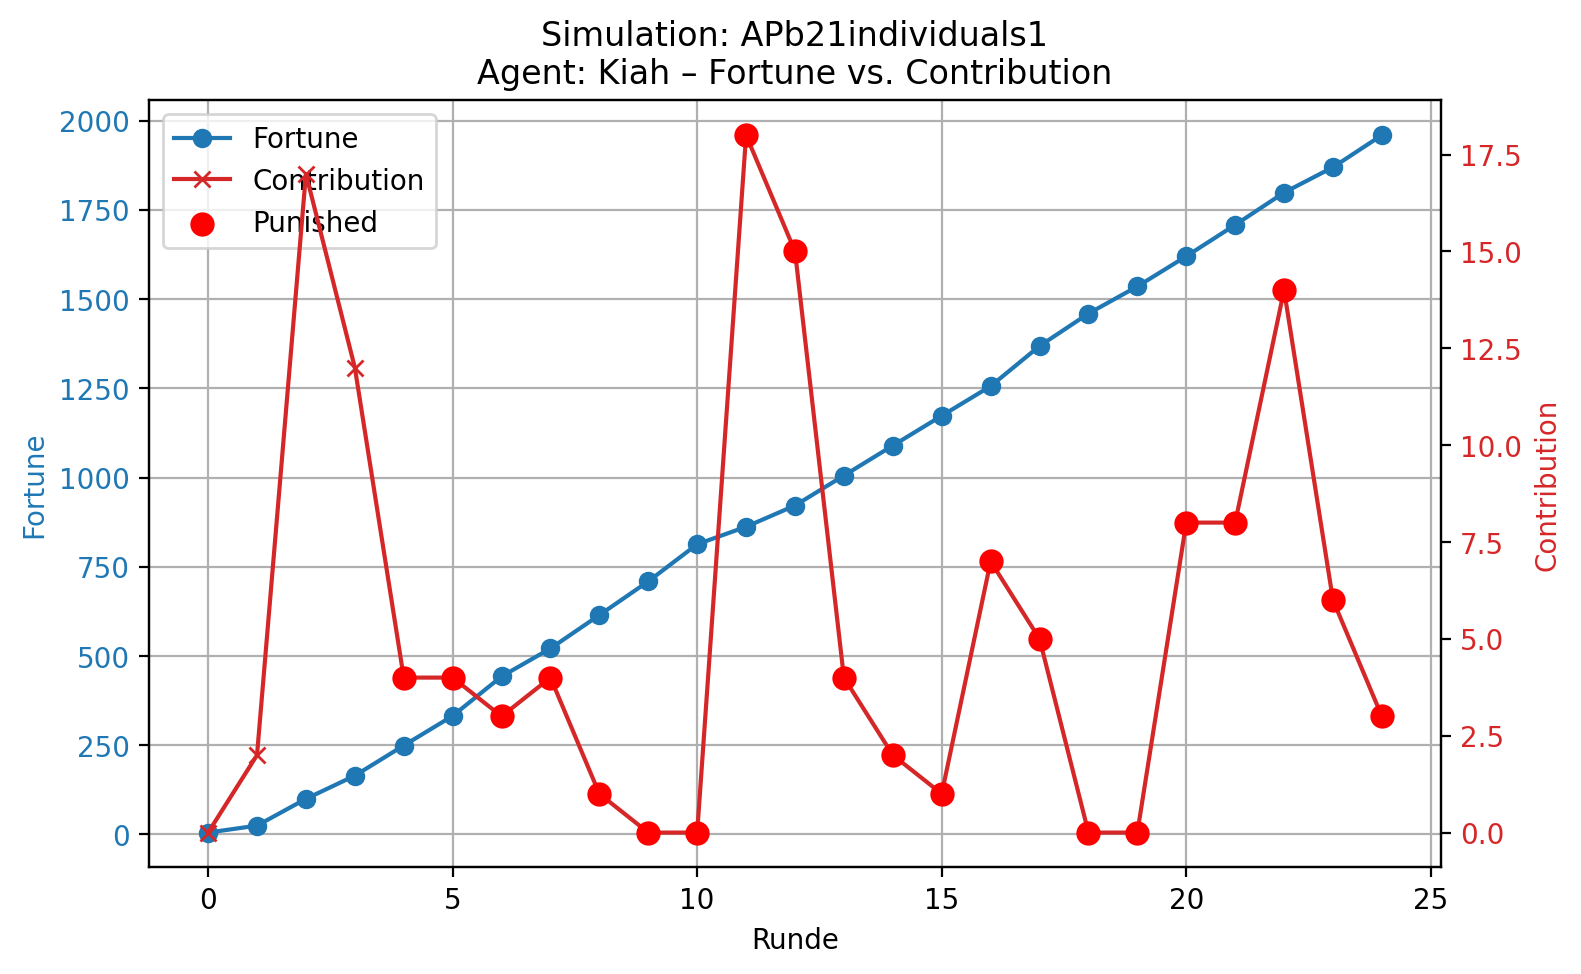 Simulation: APb21individuals1
Agent: Kiah – Fortune vs. Contribution
Fortune
Contribution
Punished
2000
1750
1500
1250
1000
750
500
250
0
Fortune
17.5
15.0
12.5
10.0
7.5
5.0
2.5
0.0
Contribution
0 5 10 15 20 25
Runde